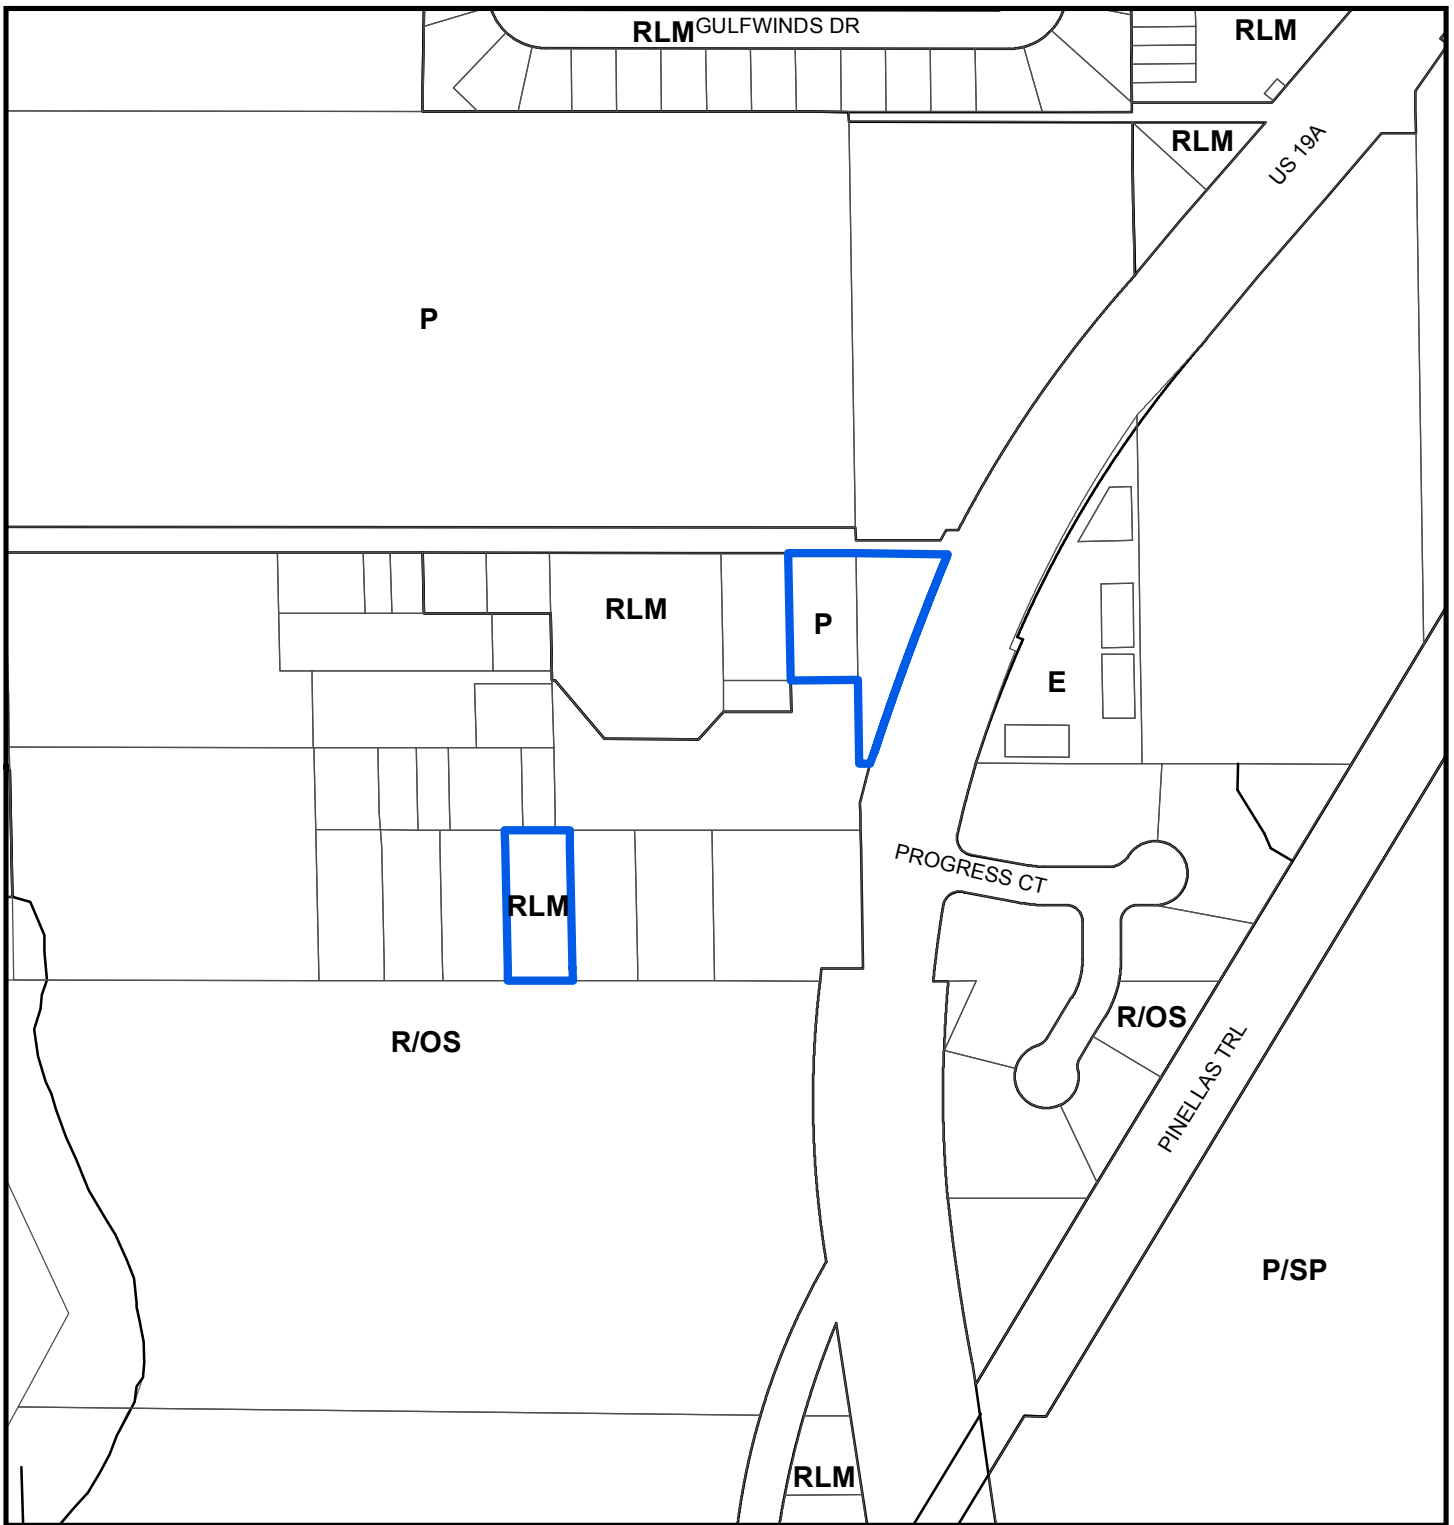 RLM
GULFWINDS DR
RLM
RLM
US 19A
P
RLM
P
E
PROGRESS CT
RLM
R/OS
R/OS
PINELLAS TRL
P/SP
RLM